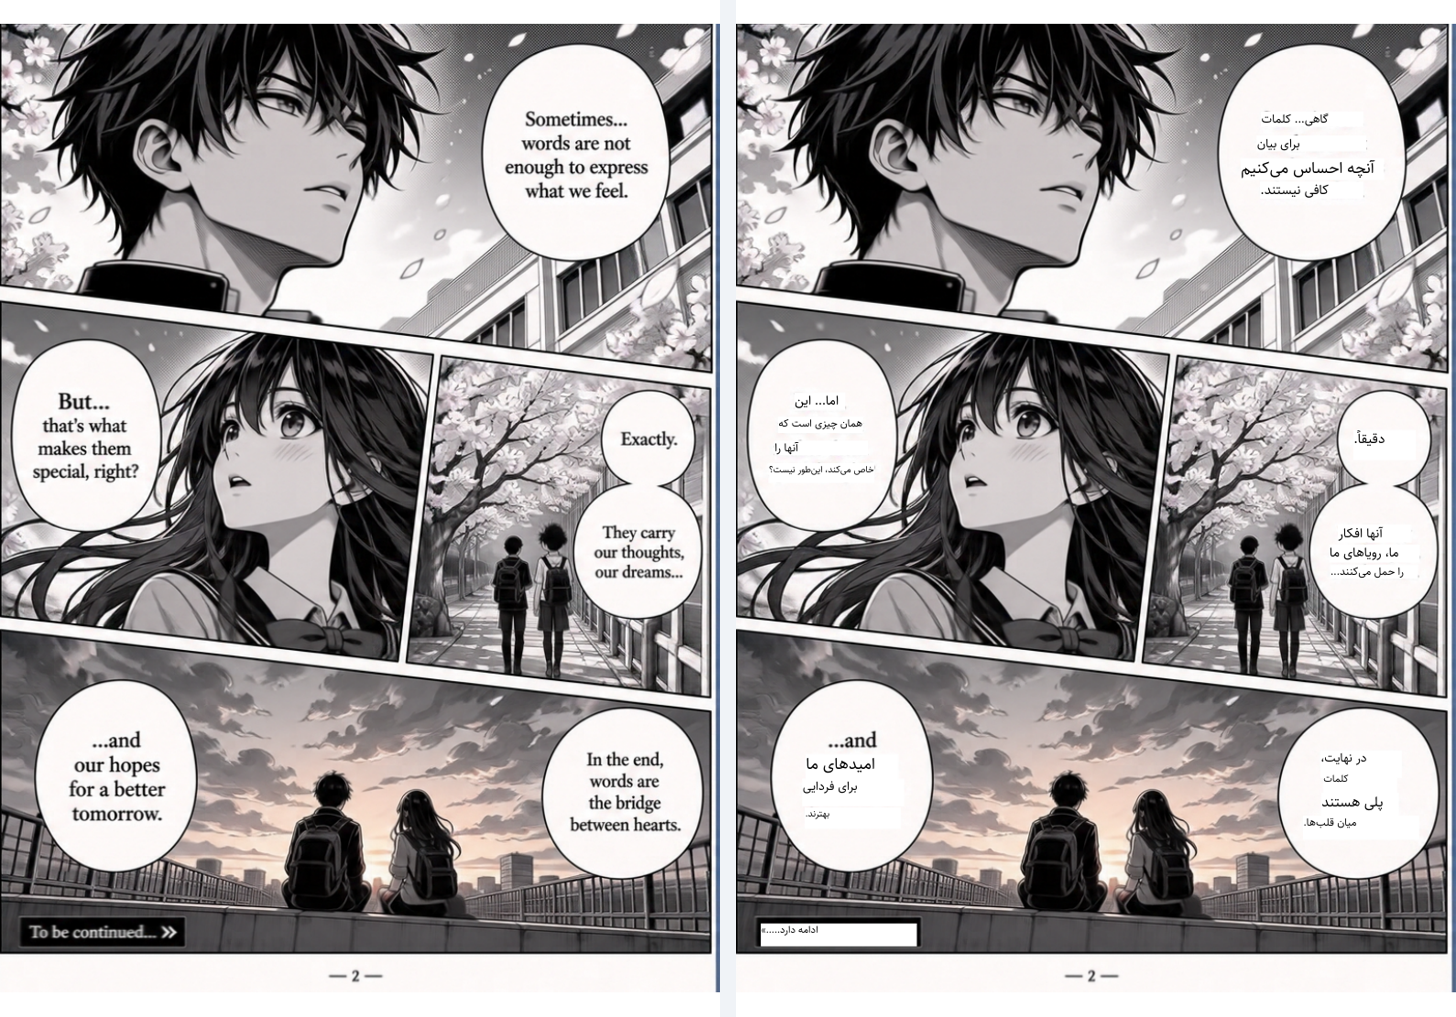 Sometimes...
words are not
enough to express
what we feel.
But...
that's what
makes them
special, right?
Exactly.
They carry
our thoughts,
our dreams...
...and
our hopes
for a better
tomorrow.
In the end,
words are
the bridge
between hearts.
To be continued... »
— 2 —
گاهی... کلمات
برای بیان
آنچه احساس می‌کنیم
کافی نیستند.
اما... این
همان چیزی است که
آنها را
خاص می‌کند، این‌طور نیست؟
دقیقاً.
آنها افکار
ما، رویاهای ما
را حمل می‌کنند...
...and
امیدهای ما
برای فردایی
بهترند.
در نهایت،
کلمات
پلی هستند
میان قلب‌ها.
ادامه دارد.....»
— 2 —